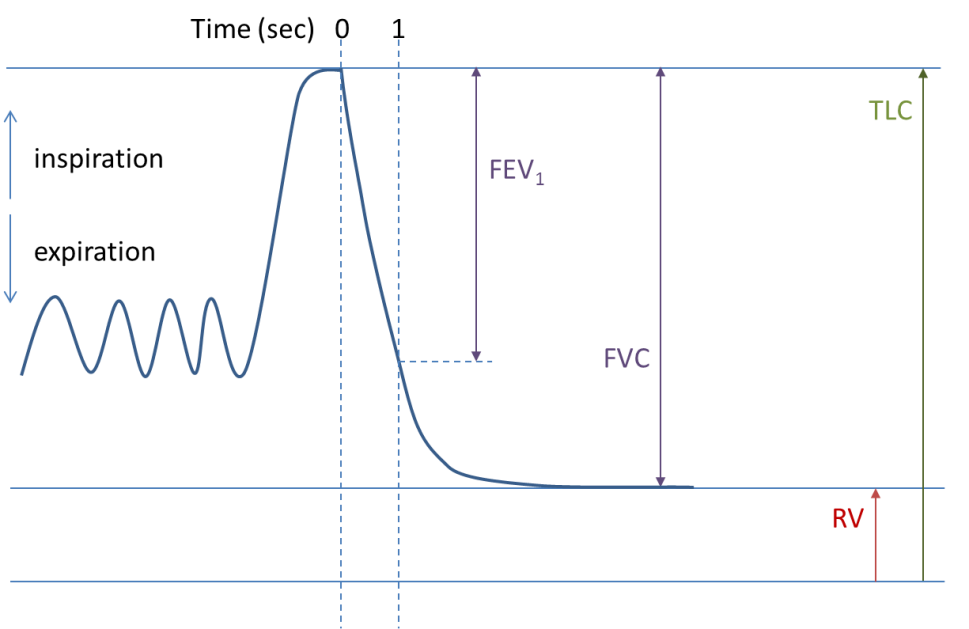 Time (sec) 0 1
TLC
inspiration
FEV1
expiration
FVC
RV